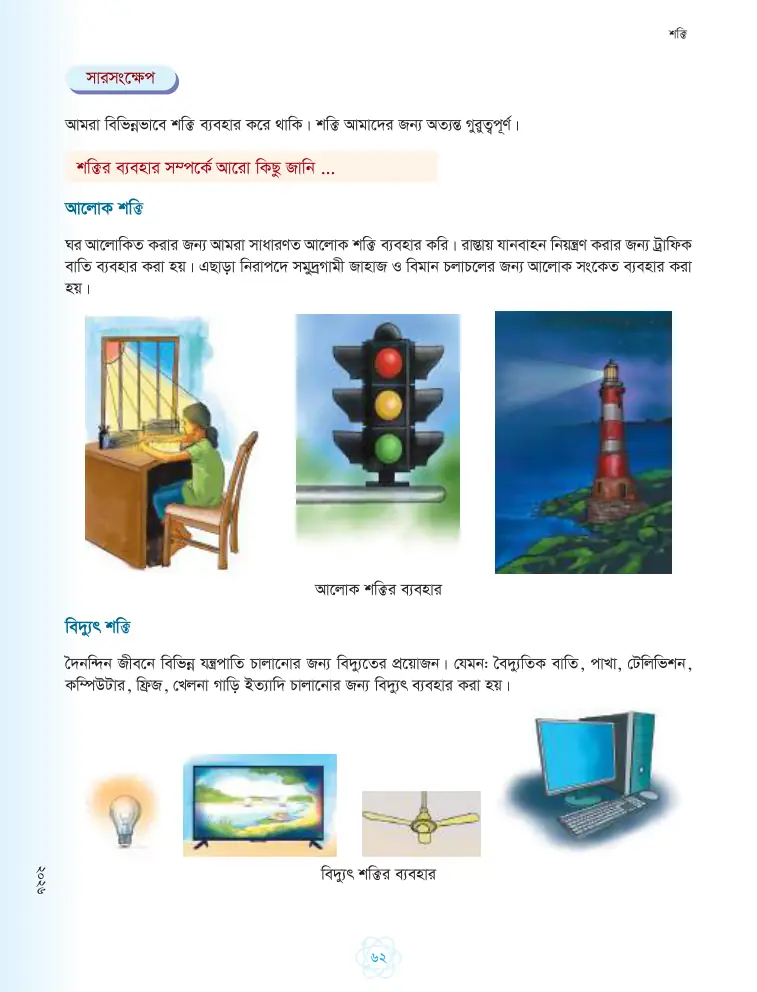 শক্তি
সারসংক্ষেপ
আমরা বিভিন্নভাবে শক্তি ব্যবহার করে থাকি। শক্তি আমাদের জন্য অত্যন্ত গুরুত্বপূর্ণ।
শক্তির ব্যবহার সম্পর্কে আরো কিছু জানি ...
আলোক শক্তি
ঘর আলোকিত করার জন্য আমরা সাধারণত আলোক শক্তি ব্যবহার করি। রাস্তায় যানবাহন নিয়ন্ত্রণ করার জন্য ট্রাফিক
বাতি ব্যবহার করা হয়। এছাড়া নিরাপদে সমুদ্রগামী জাহাজ ও বিমান চলাচলের জন্য আলোক সংকেত ব্যবহার করা
হয়।
আলোক শক্তির ব্যবহার
বিদ্যুৎ শক্তি
দৈনন্দিন জীবনে বিভিন্ন যন্ত্রপাতি চালানোর জন্য বিদ্যুতের প্রয়োজন। যেমন: বৈদ্যুতিক বাতি, পাখা, টেলিভিশন,
কম্পিউটার, ফ্রিজ, খেলনা গাড়ি ইত্যাদি চালানোর জন্য বিদ্যুৎ ব্যবহার করা হয়।
বিদ্যুৎ শক্তির ব্যবহার
২০২৫
৬২